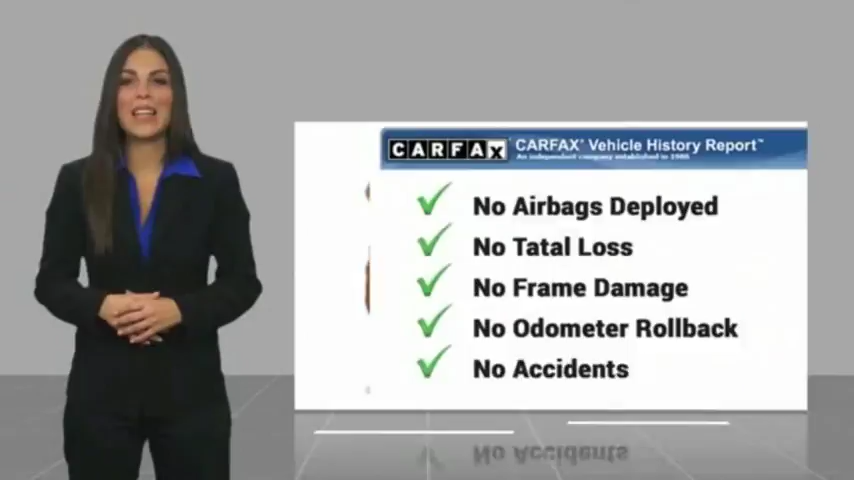 CARFAX CARFAX® Vehicle History Report™
An independent company established in 1986
No Airbags Deployed
No Tatal Loss
No Frame Damage
No Odometer Rollback
No Accidents
No Accidents